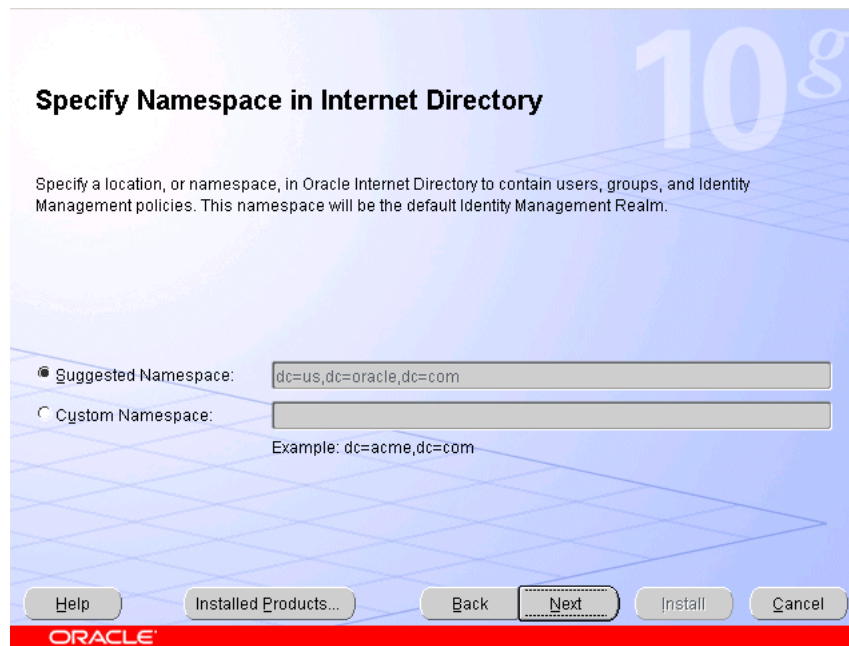 10g
Specify Namespace in Internet Directory
Specify a location, or namespace, in Oracle Internet Directory to contain users, groups, and Identity
Management policies. This namespace will be the default Identity Management Realm.
Suggested Namespace: dc=us,dc=oracle,dc=com
Custom Namespace:
Example: dc=acme,dc=com
Help Installed Products... Back Next Install Cancel
ORACLE